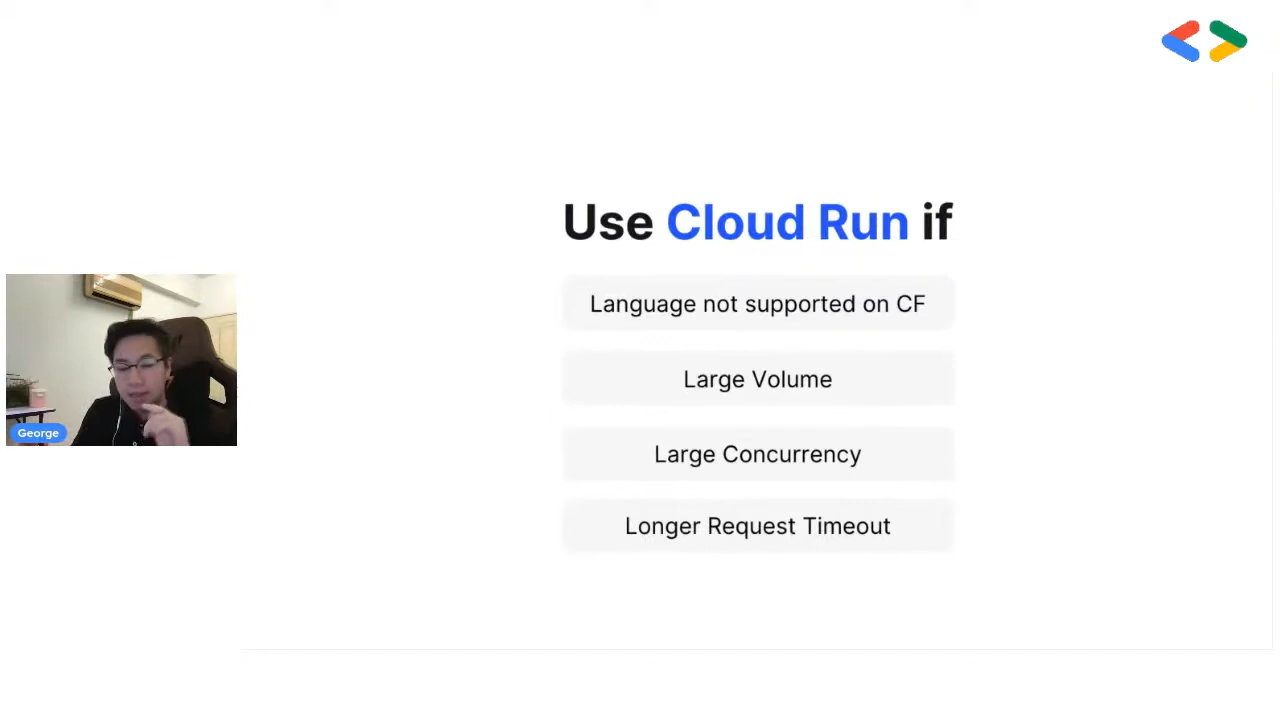 Use Cloud Run if
Language not supported on CF
Large Volume
Large Concurrency
Longer Request Timeout
George